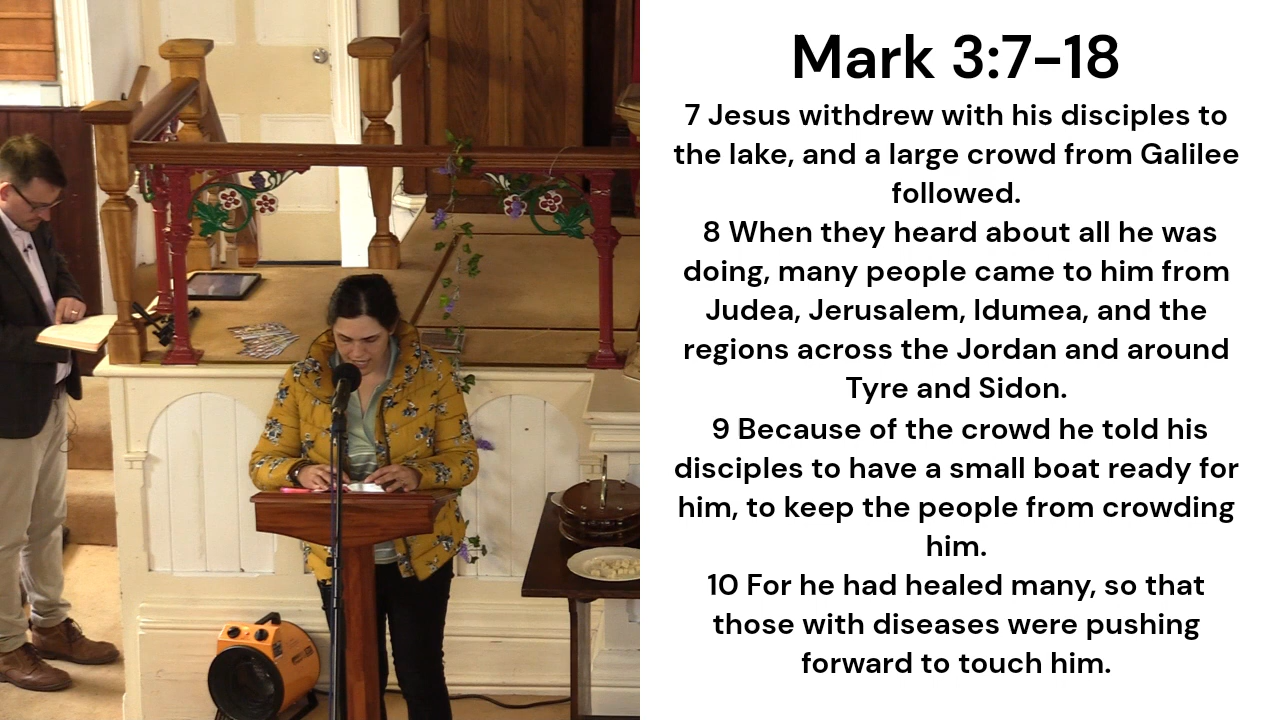 Mark 3:7–18
7 Jesus withdrew with his disciples to
the lake, and a large crowd from Galilee
followed.
8 When they heard about all he was
doing, many people came to him from
Judea, Jerusalem, Idumea, and the
regions across the Jordan and around
Tyre and Sidon.
9 Because of the crowd he told his
disciples to have a small boat ready for
him, to keep the people from crowding
him.
10 For he had healed many, so that
those with diseases were pushing
forward to touch him.